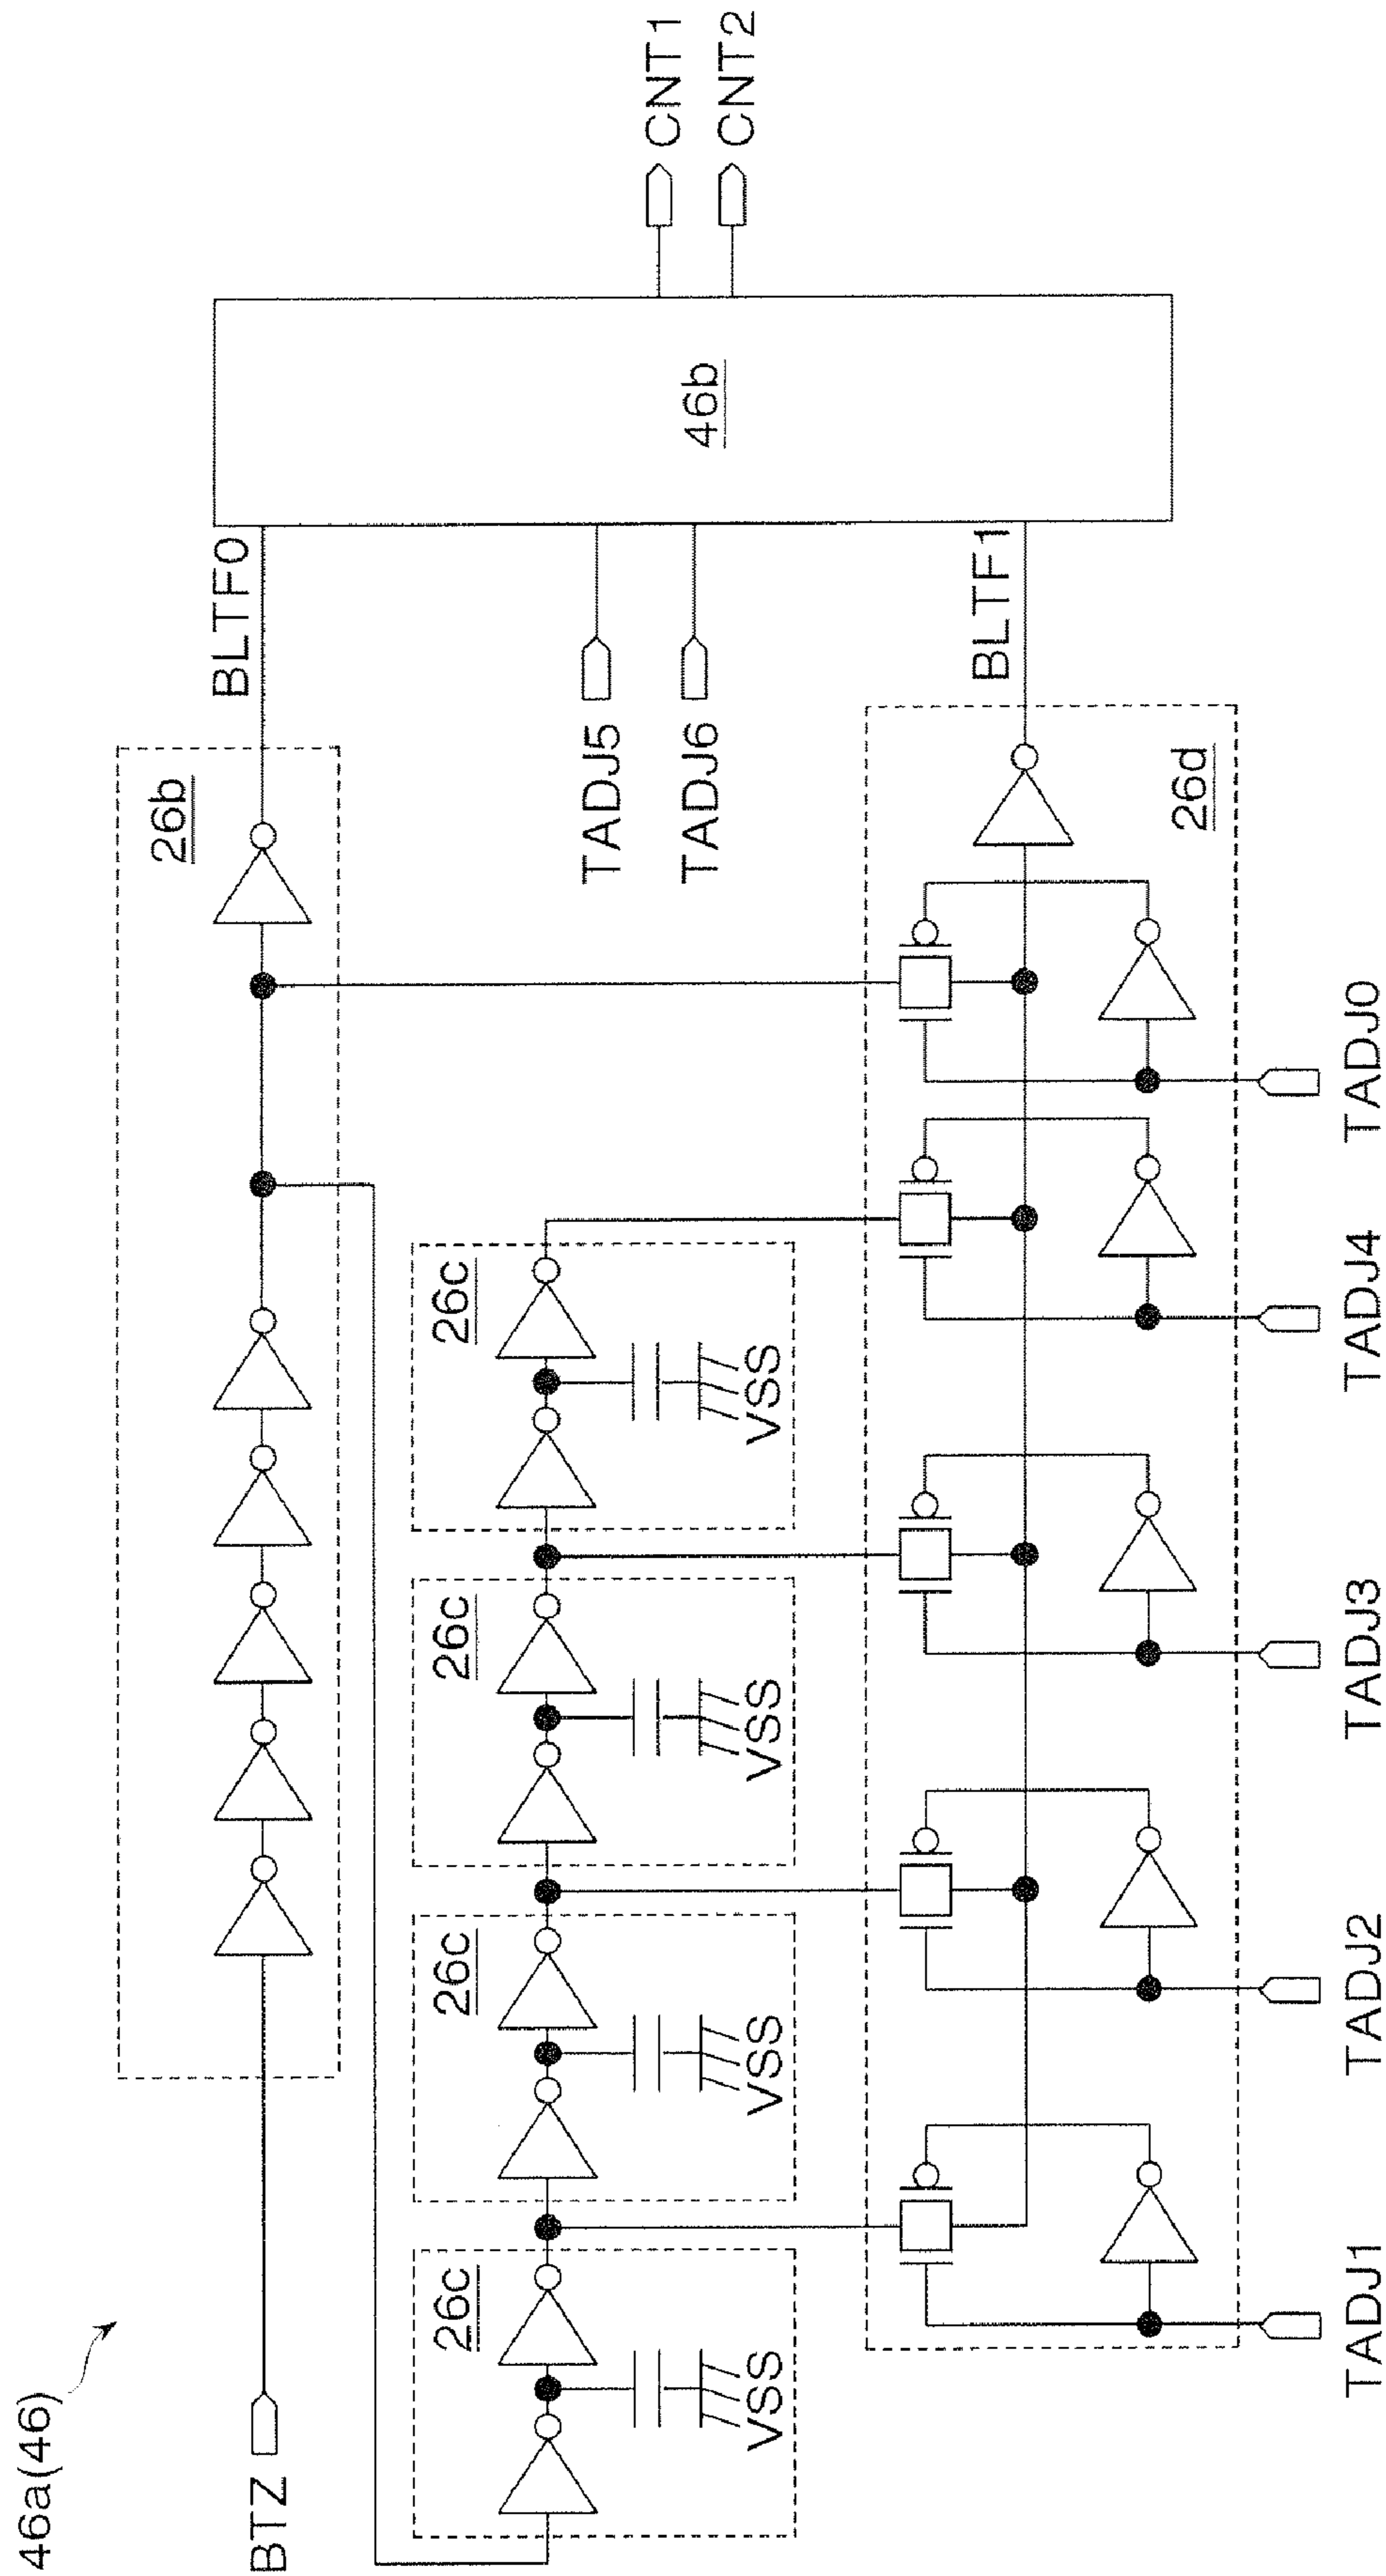 46a(46)
BTZ
26b
BLTF0
26c
26c
26c
26c
VSS
VSS
VSS
VSS
TADJ5
TADJ6
46b
CNT1
CNT2
BLTF1
26d
TADJ1
TADJ2
TADJ3
TADJ4
TADJ0